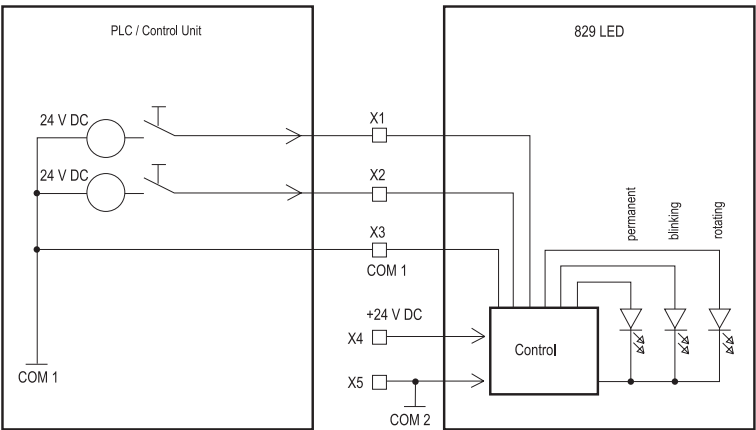 PLC / Control Unit
829 LED
24 V DC
X1
24 V DC
X2
X3
COM 1
permanent
blinking
rotating
+24 V DC
X4
Control
COM 1
X5
COM 2